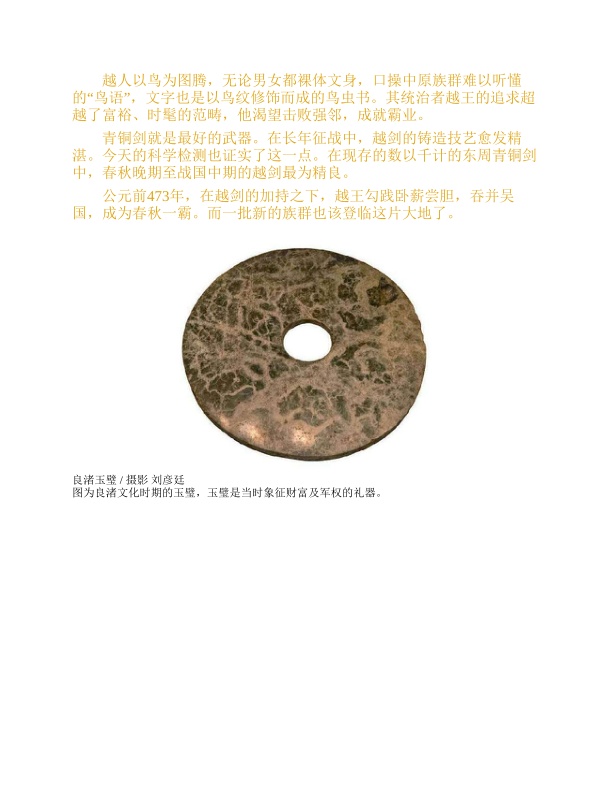 越人以鸟为图腾，无论男女都裸体文身，口操中原族群难以听懂
的“鸟语”，文字也是以鸟纹修饰而成的鸟虫书。其统治者越王的追求超
越了富裕、时髦的范畴，他渴望击败强邻，成就霸业。
青铜剑就是最好的武器。在长年征战中，越剑的铸造技艺愈发精
湛。今天的科学检测也证实了这一点。在现存的数以千计的东周青铜剑
中，春秋晚期至战国中期的越剑最为精良。
公元前473年，在越剑的加持之下，越王勾践卧薪尝胆，吞并吴
国，成为春秋一霸。而一批新的族群也该登临这片大地了。
良渚玉璧 / 摄影 刘彦廷
图为良渚文化时期的玉璧，玉璧是当时象征财富及军权的礼器。